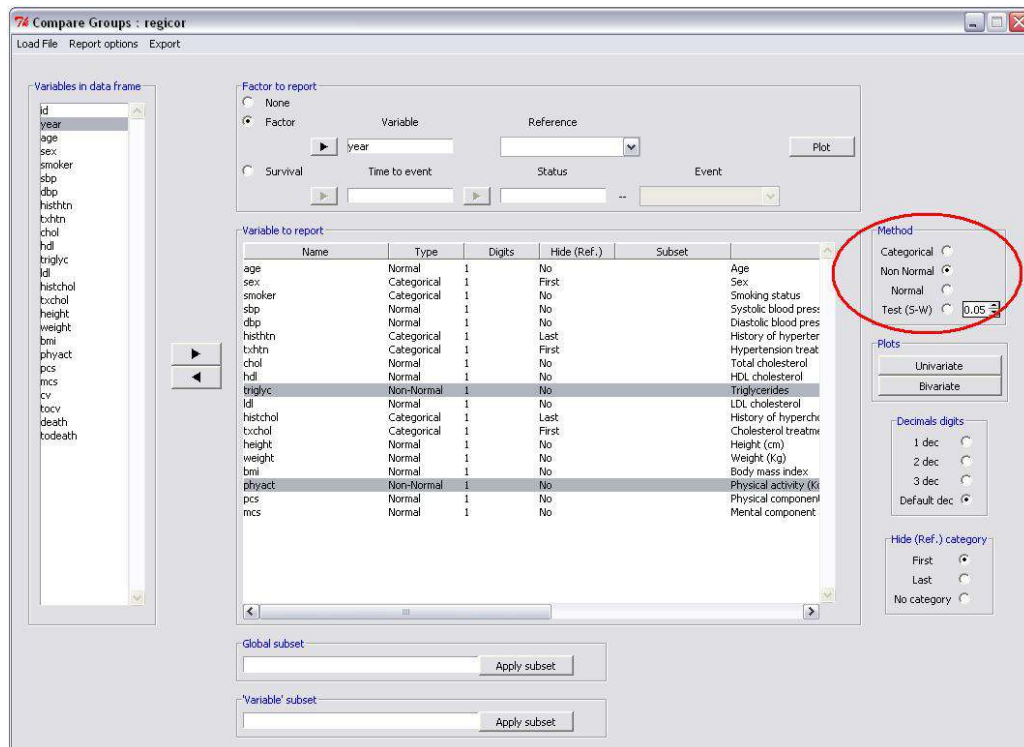 Compare Groups : regicor
Load File Report options Export
Variables in data frame
id
year
age
sex
smoker
sbp
dbp
histhtn
txhtn
chol
hdl
triglyc
ldl
histchol
txchol
height
weight
bmi
phyact
pcs
mcs
cv
tocv
death
todeath
Factor to report
None
Factor Variable Reference
year Plot
Survival Time to event Status Event
--
Variable to report
Name Type Digits Hide (Ref.) Subset
age Normal 1 No Age
sex Categorical 1 First Sex
smoker Categorical 1 No Smoking status
sbp Normal 1 No Systolic blood pres
dbp Normal 1 No Diastolic blood pres
histhtn Categorical 1 Last History of hyperten
txhtn Categorical 1 First Hypertension treat
chol Normal 1 No Total cholesterol
hdl Normal 1 No HDL cholesterol
triglyc Non-Normal 1 No Triglycerides
ldl Normal 1 No LDL cholesterol
histchol Categorical 1 Last History of hypercho
txchol Categorical 1 First Cholesterol treatme
height Normal 1 No Height (cm)
weight Normal 1 No Weight (Kg)
bmi Normal 1 No Body mass index
phyact Non-Normal 1 No Physical activity (Kc
pcs Normal 1 No Physical component
mcs Normal 1 No Mental component
Method
Categorical
Non Normal
Normal
Test (S-W) 0.05
Plots
Univariate
Bivariate
Decimals digits
1 dec
2 dec
3 dec
Default dec
Hide (Ref.) category
First
Last
No category
Global subset
Apply subset
'Variable' subset
Apply subset